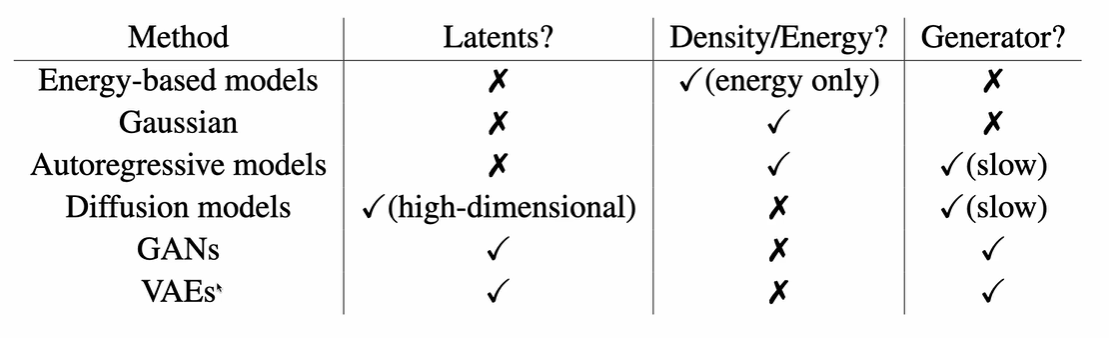 Method Latents? Density/Energy? Generator?
Energy-based models ✗ ✓(energy only) ✗
Gaussian ✗ ✓ ✗
Autoregressive models ✗ ✓ ✓(slow)
Diffusion models ✓(high-dimensional) ✗ ✓(slow)
GANs ✓ ✗ ✓
VAEs ✓ ✗ ✓